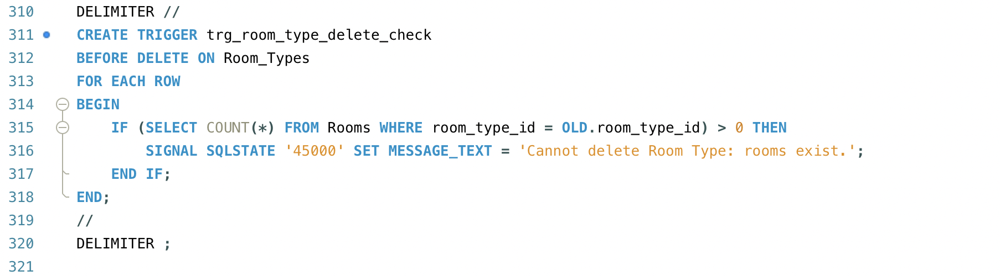 310 DELIMITER //
311 CREATE TRIGGER trg_room_type_delete_check
312 BEFORE DELETE ON Room_Types
313 FOR EACH ROW
314 BEGIN
315 IF (SELECT COUNT(*) FROM Rooms WHERE room_type_id = OLD.room_type_id) > 0 THEN
316 SIGNAL SQLSTATE '45000' SET MESSAGE_TEXT = 'Cannot delete Room Type: rooms exist.';
317 END IF;
318 END;
319 //
320 DELIMITER ;
321